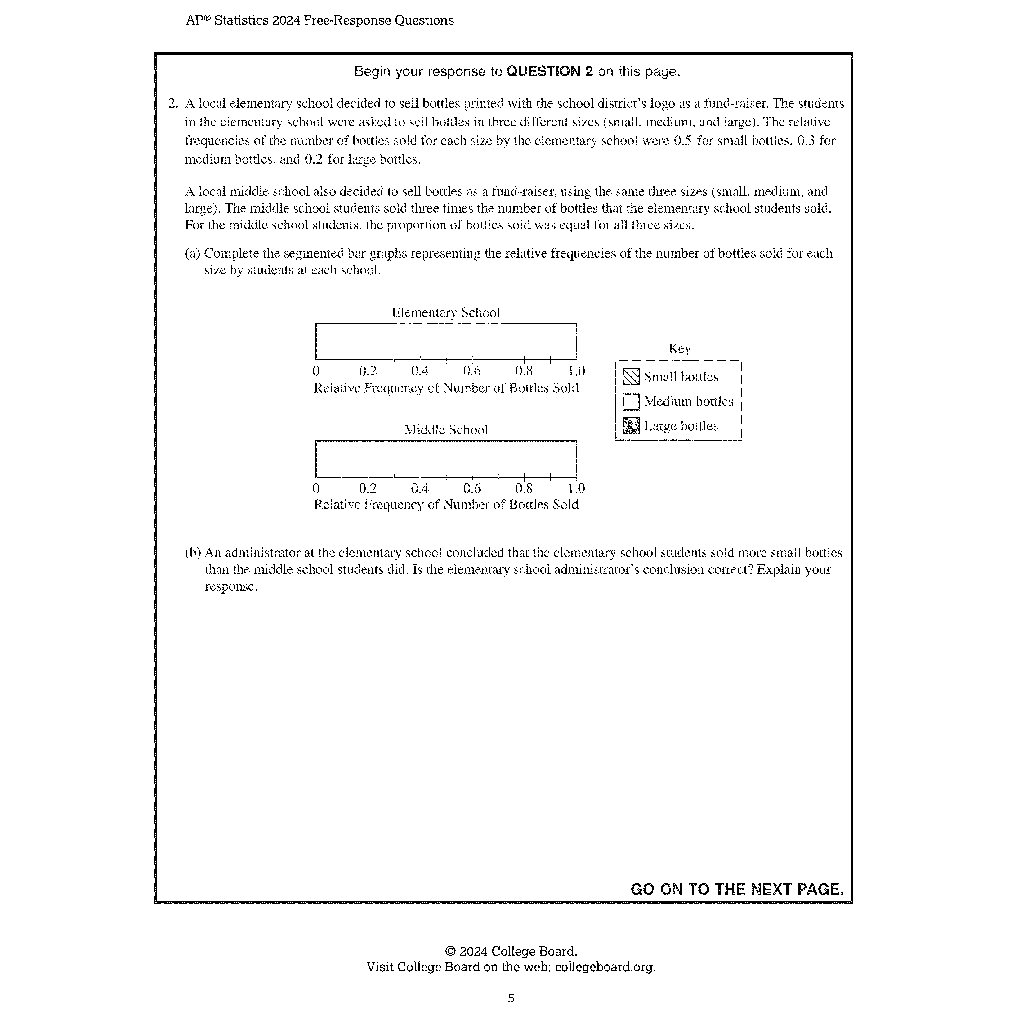 AP® Statistics 2024 Free-Response Questions
Begin your response to QUESTION 2 on this page.
2. A local elementary school decided to sell bottles printed with the school district's logo as a fund-raiser. The students
in the elementary school were asked to sell bottles in three different sizes (small, medium, and large). The relative
frequencies of the number of bottles sold for each size by the elementary school were 0.5 for small bottles, 0.3 for
medium bottles, and 0.2 for large bottles.
A local middle school also decided to sell bottles as a fund-raiser, using the same three sizes (small, medium, and
large). The middle school students sold three times the number of bottles that the elementary school students sold.
For the middle school students, the proportion of bottles sold was equal for all three sizes.
(a) Complete the segmented bar graphs representing the relative frequencies of the number of bottles sold for each
size by students at each school.
Elementary School
0 0.2 0.4 0.6 0.8 1.0
Relative Frequency of Number of Bottles Sold
Key
Small bottles
Medium bottles
Large bottles
Middle School
0 0.2 0.4 0.6 0.8 1.0
Relative Frequency of Number of Bottles Sold
(b) An administrator at the elementary school concluded that the elementary school students sold more small bottles
than the middle school students did. Is the elementary school administrator's conclusion correct? Explain your
response.
GO ON TO THE NEXT PAGE.
© 2024 College Board.
Visit College Board on the web: collegeboard.org.
5